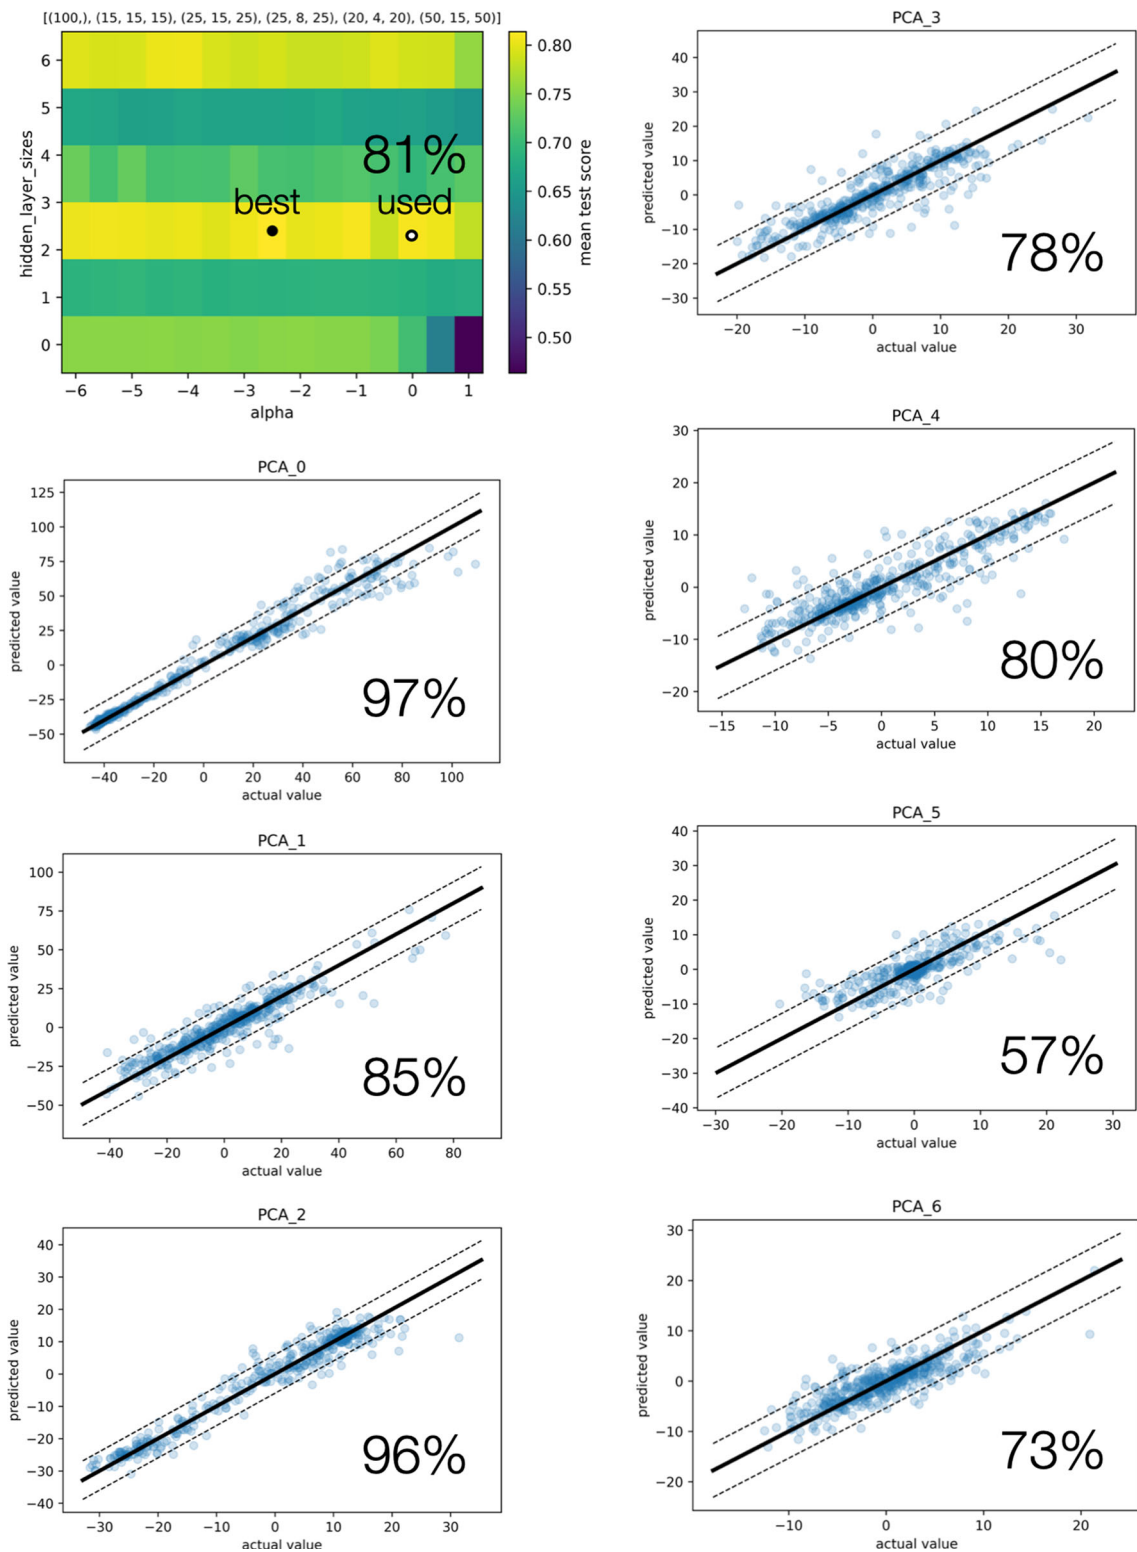 [(100,), (15, 15, 15), (25, 15, 25), (25, 8, 25), (20, 4, 20), (50, 15, 50)]
hidden_layer_sizes
6
5
4
3
2
1
0
81%
best
used
−6 −5 −4 −3 −2 −1 0 1
alpha
0.80
0.75
0.70
0.65
0.60
0.55
0.50
mean test score
PCA_0
predicted value
125
100
75
50
25
0
−25
−50
97%
−40 −20 0 20 40 60 80 100
actual value
PCA_1
predicted value
100
75
50
25
0
−25
−50
85%
−40 −20 0 20 40 60 80
actual value
PCA_2
predicted value
40
30
20
10
0
−10
−20
−30
−40
96%
−30 −20 −10 0 10 20 30
actual value
PCA_3
predicted value
40
30
20
10
0
−10
−20
−30
78%
−20 −10 0 10 20 30
actual value
PCA_4
predicted value
30
20
10
0
−10
−20
80%
−15 −10 −5 0 5 10 15 20
actual value
PCA_5
predicted value
40
30
20
10
0
−10
−20
−30
−40
57%
−30 −20 −10 0 10 20 30
actual value
PCA_6
predicted value
30
20
10
0
−10
−20
73%
−10 0 10 20
actual value